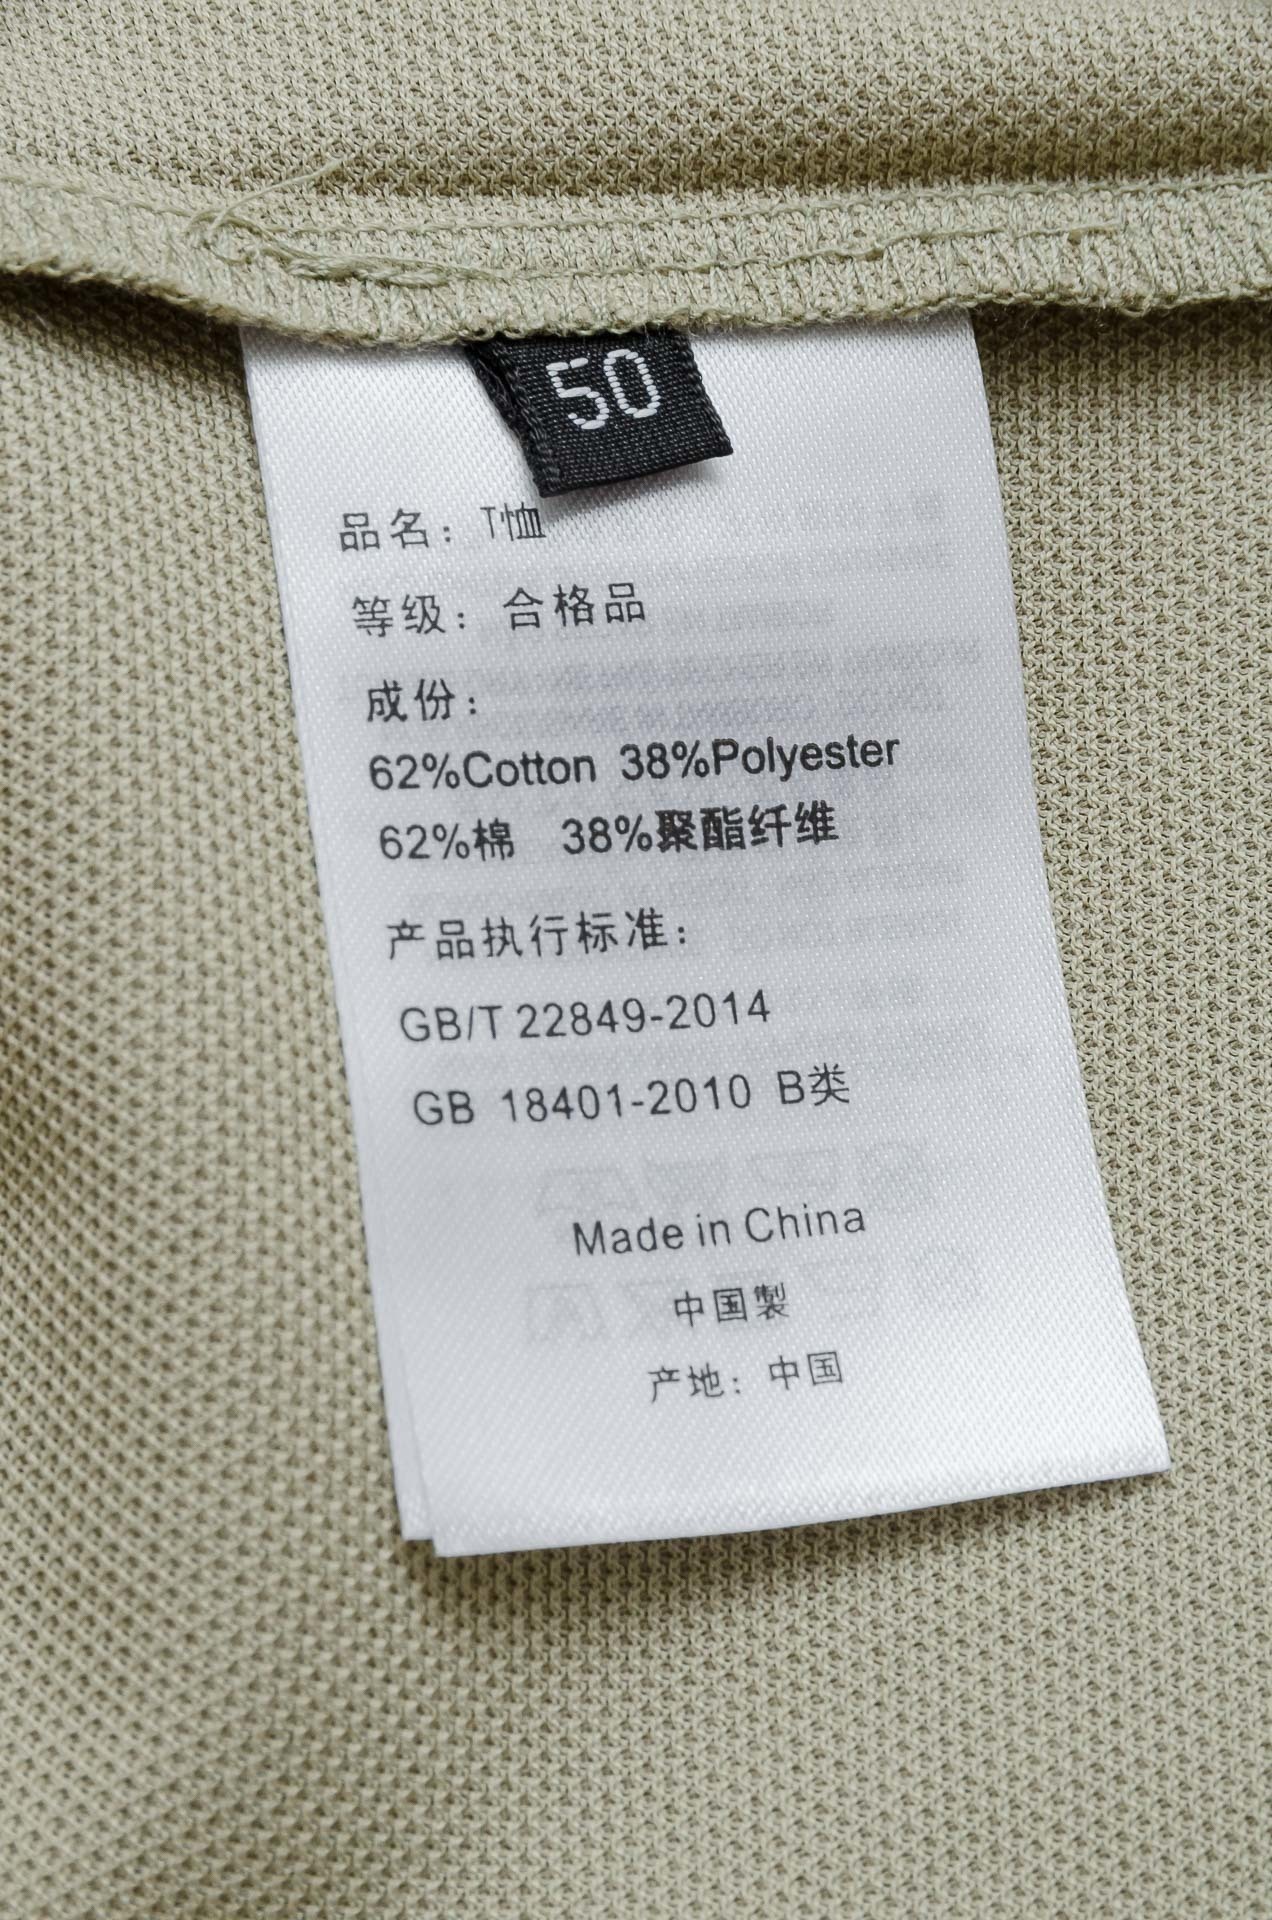 50
品名：T恤
等级：合格品
成份：
62%Cotton 38%Polyester
62%棉 38%聚酯纤维
产品执行标准：
GB/T 22849-2014
GB 18401-2010 B类
Made in China
中国製
产地：中国